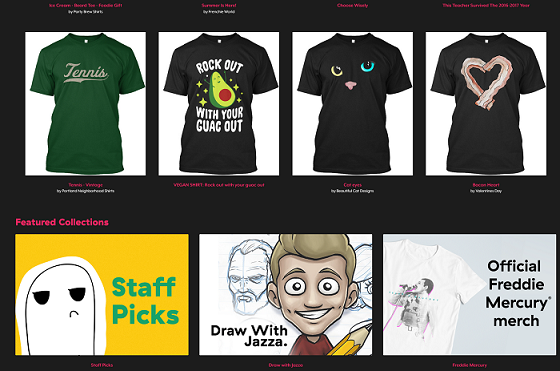 Ice Cream - Beard Tee - Foodie Gift
by Party Brew Shirts
Summer is Here!
by Frenchie World
Choose Wisely
This Teacher Survived The 2016-2017 Year
Tennis
ROCK OUT
WITH YOUR
GUAC OUT
Tennis - Vintage
by Portland Neighborhood Shirts
VEGAN SHIRT- Rock out with your guac out
Cat eyes
by Beautiful Cat Designs
Bacon Heart
by Valentines Day
Featured Collections
Staff
Picks
Draw With
Jazza.
Official
Freddie
Mercury®
merch
Staff Picks
Draw with Jazza
Freddie Mercury